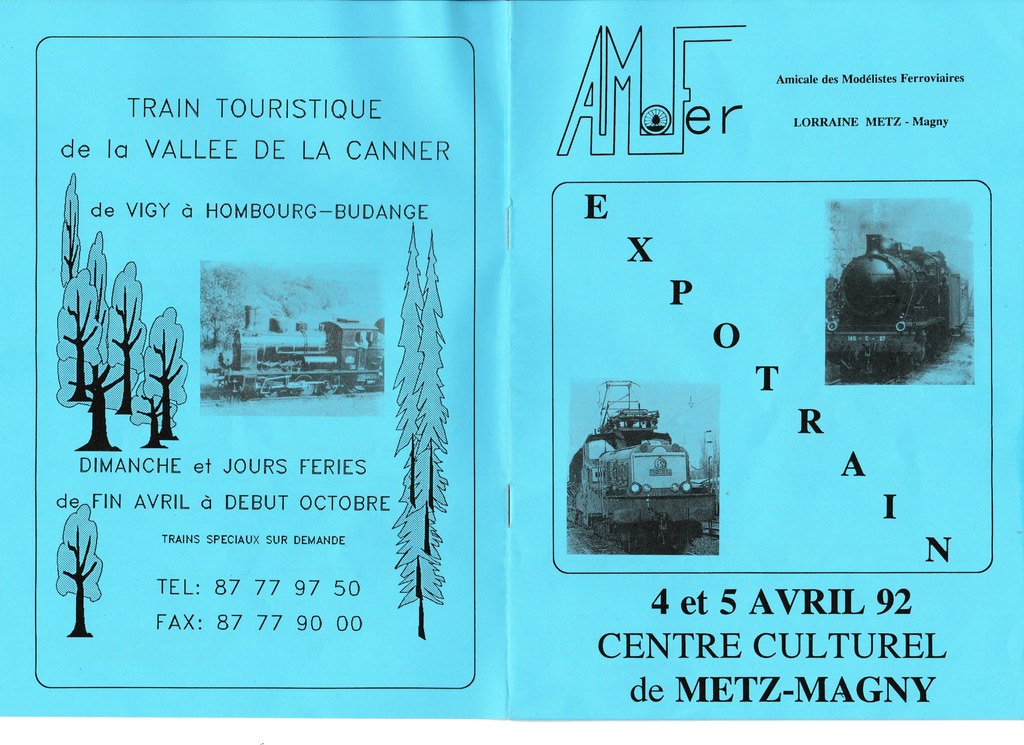 TRAIN TOURISTIQUE
de la VALLEE DE LA CANNER
de VIGY à HOMBOURG-BUDANGE
DIMANCHE et JOURS FERIES
de FIN AVRIL à DEBUT OCTOBRE
TRAINS SPECIAUX SUR DEMANDE
TEL: 87 77 97 50
FAX: 87 77 90 00
AMFer
Amicale des Modélistes Ferroviaires
LORRAINE METZ - Magny
EXPOTRAIN
4 et 5 AVRIL 92
CENTRE CULTUREL
de METZ-MAGNY